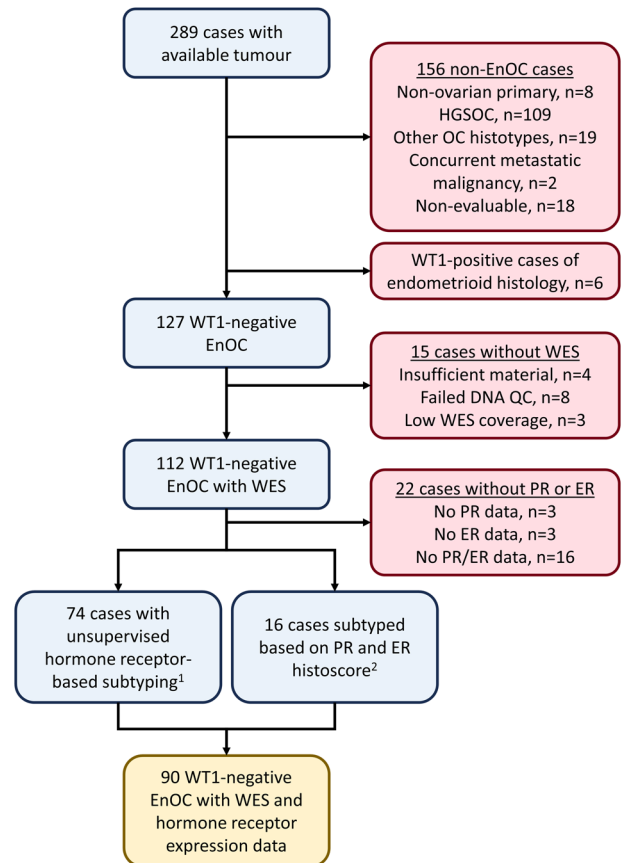 289 cases with
available tumour
156 non-EnOC cases
Non-ovarian primary, n=8
HGSOC, n=109
Other OC histotypes, n=19
Concurrent metastatic
malignancy, n=2
Non-evaluable, n=18
WT1-positive cases of
endometrioid histology, n=6
127 WT1-negative
EnOC
15 cases without WES
Insufficient material, n=4
Failed DNA QC, n=8
Low WES coverage, n=3
112 WT1-negative
EnOC with WES
22 cases without PR or ER
No PR data, n=3
No ER data, n=3
No PR/ER data, n=16
74 cases with
unsupervised
hormone receptor-
based subtyping¹
16 cases subtyped
based on PR and ER
histoscore²
90 WT1-negative
EnOC with WES and
hormone receptor
expression data